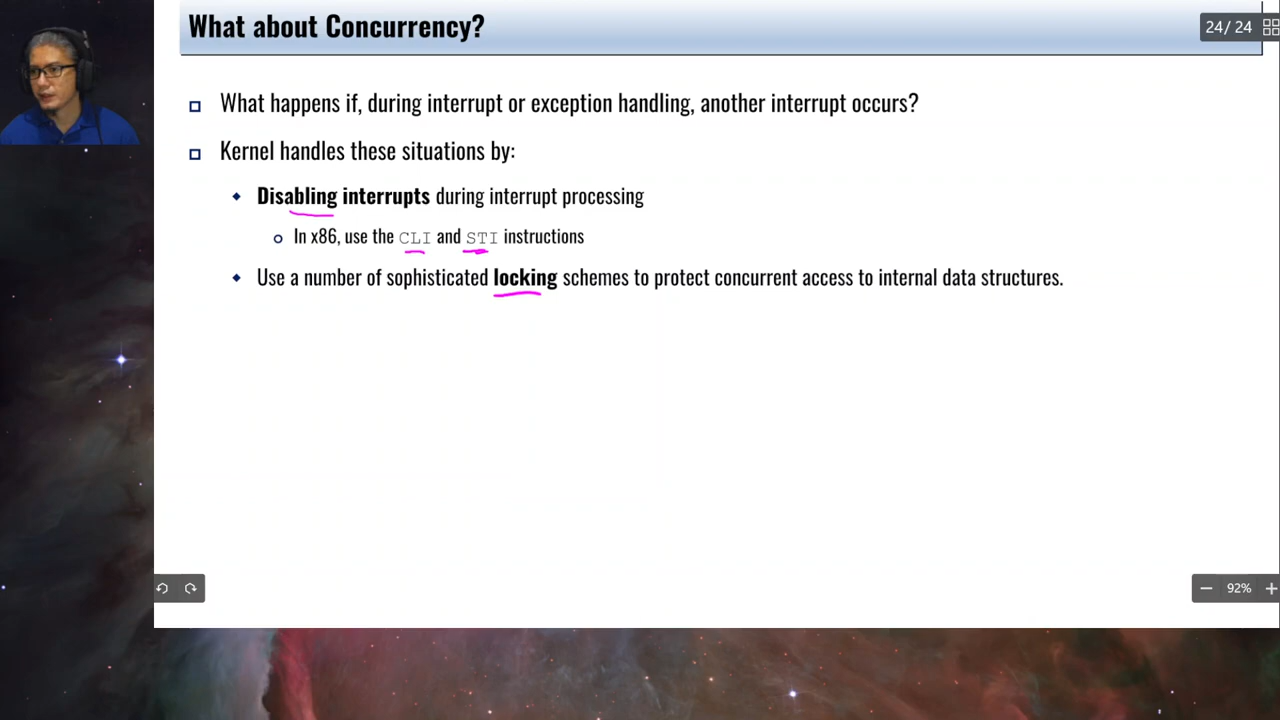 What about Concurrency?
24/ 24
What happens if, during interrupt or exception handling, another interrupt occurs?
Kernel handles these situations by:
Disabling interrupts during interrupt processing
In x86, use the CLI and STI instructions
Use a number of sophisticated locking schemes to protect concurrent access to internal data structures.
92%